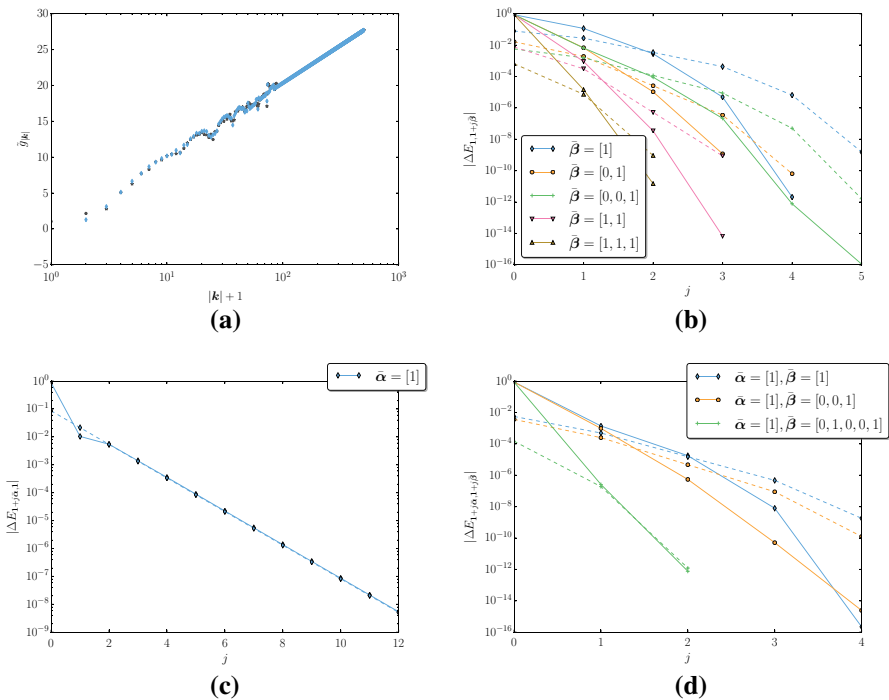 30
25
20
15
10
5
0
−5
10^0
10^1
10^2
10^3
g̃_|k|
|k| + 1
(a)
10^0
10^−2
10^−4
10^−6
10^−8
10^−10
10^−12
10^−14
10^−16
0
1
2
3
4
5
|ΔE_{1,1+jβ̄}|
j
β̄ = [1]
β̄ = [0, 1]
β̄ = [0, 0, 1]
β̄ = [1, 1]
β̄ = [1, 1, 1]
(b)
ᾱ = [1]
10^0
10^−1
10^−2
10^−3
10^−4
10^−5
10^−6
10^−7
10^−8
10^−9
0
2
4
6
8
10
12
|ΔE_{1+jᾱ,1}|
j
(c)
ᾱ = [1], β̄ = [1]
ᾱ = [1], β̄ = [0, 0, 1]
ᾱ = [1], β̄ = [0, 1, 0, 0, 1]
10^0
10^−2
10^−4
10^−6
10^−8
10^−10
10^−12
10^−14
10^−16
0
1
2
3
4
|ΔE_{1+jᾱ,1+jβ̄}|
j
(d)